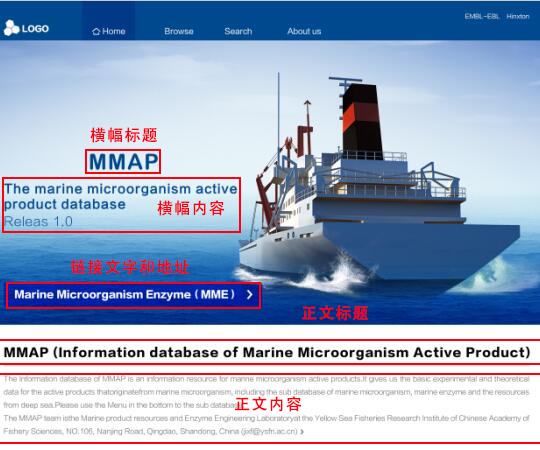 LOGO
Home
Browse
Search
About us
EMBL-EBL Hinxton
横幅标题
MMAP
The marine microorganism active
product database
横幅内容
Releas 1.0
链接文字和地址
Marine Microorganism Enzyme ( MME )
正文标题
MMAP (Information database of Marine Microorganism Active Product)
The information database of MMAP is an information resource for marine microorganism active products.It gives us the basic experimental and theoretical
data for the active products thatoriginatefrom marine microorganism, including the sub database of marine microorganism, marine enzyme and the resources
from deep sea.Please use the Menu in the bottom to the sub
正文内容
The MMAP team isthe Marine product resources and Enzyme Engineering Laboratoryat the Yellow Sea Fisheries Research Institute of Chinese Academy of
Fishery Sciences, NO.106, Nanjing Road, Qingdao, Shandong, China (jixf@ysfri.ac.cn)